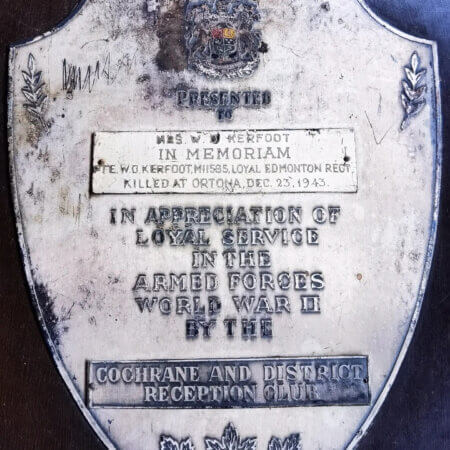 PRESENTED
TO
MRS. W. D KERFOOT
IN MEMORIAM
PTE. W.D. KERFOOT, M11585, LOYAL EDMONTON REGT.
KILLED AT ORTONA, DEC. 23, 1943.
IN APPRECIATION OF
LOYAL SERVICE
IN THE
ARMED FORCES
WORLD WAR II
BY THE
COCHRANE AND DISTRICT
RECEPTION CLUB